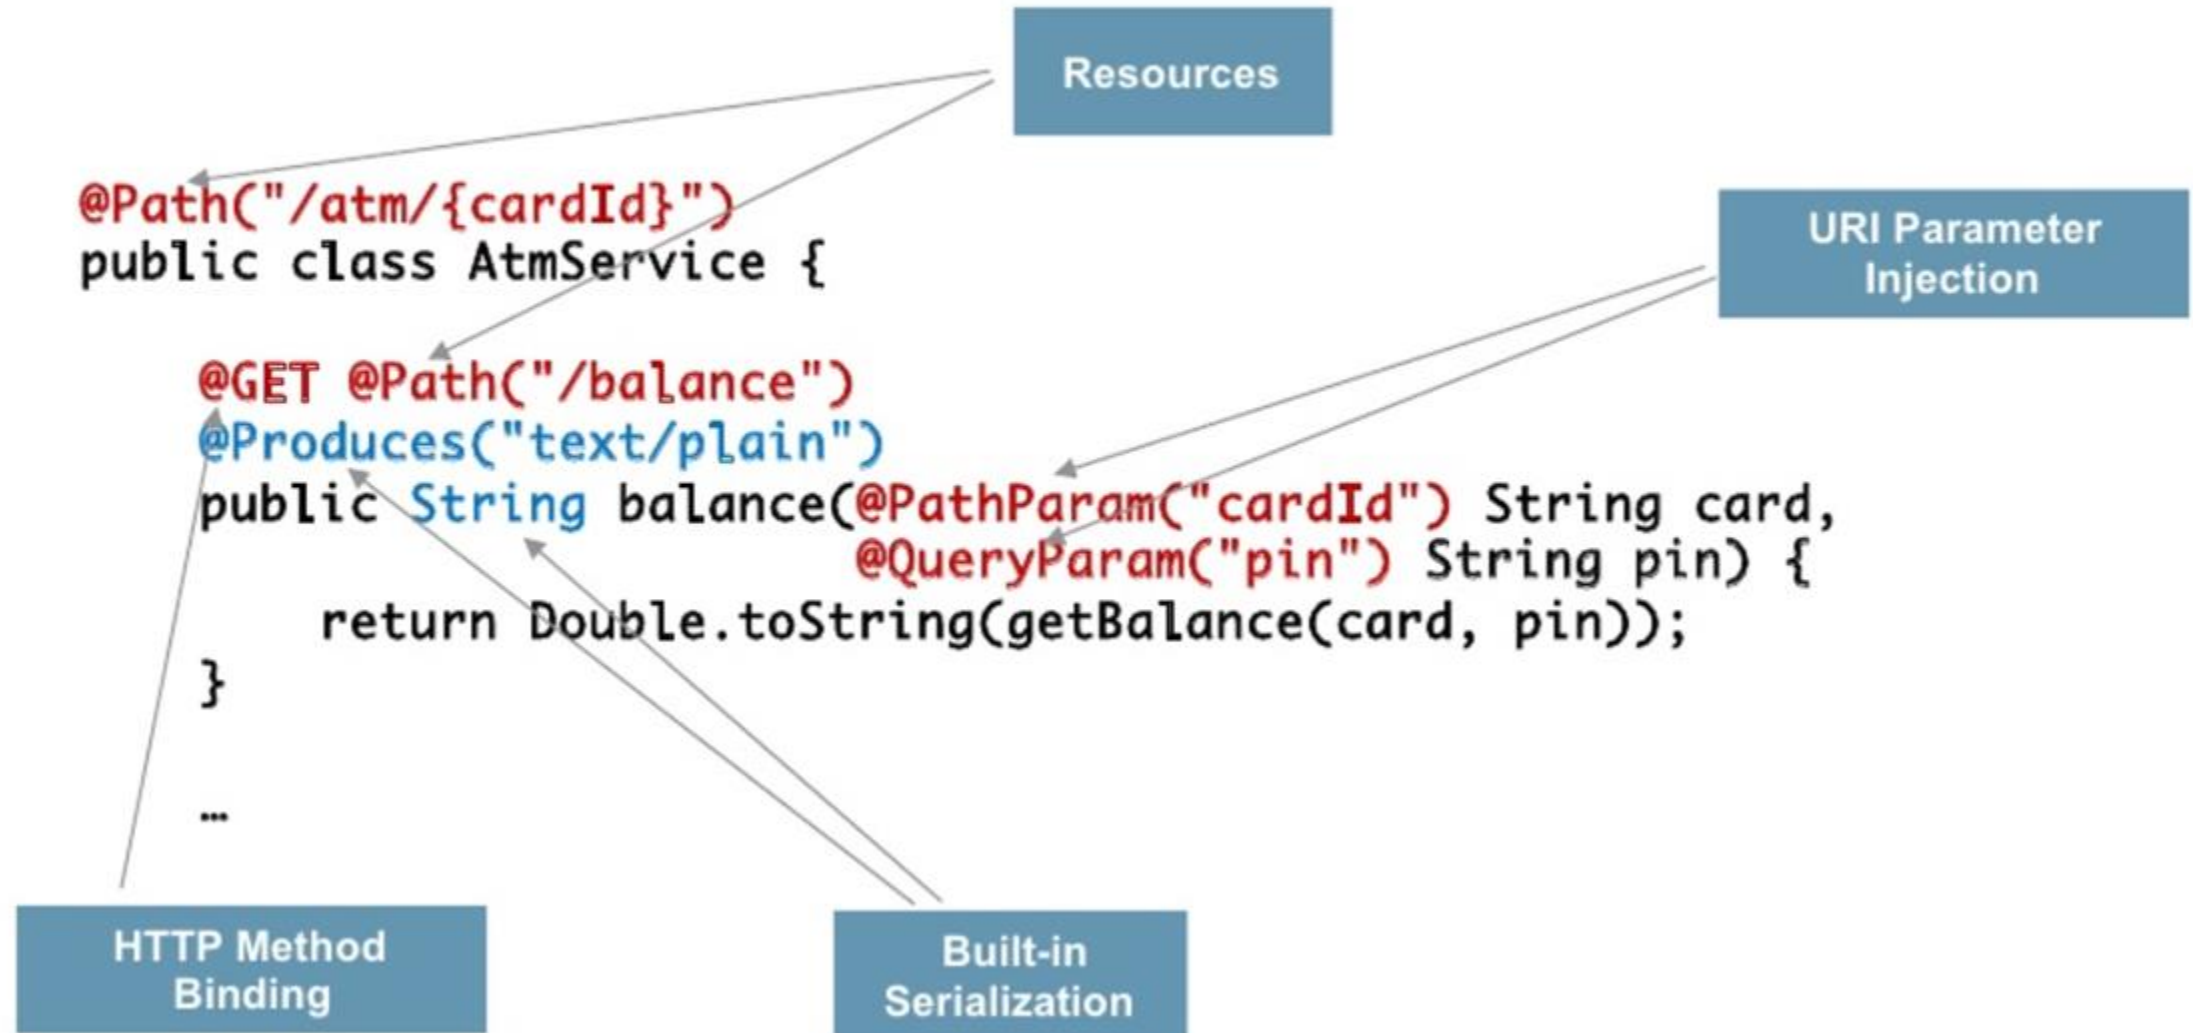 Resources
@Path("/atm/{cardId}")
public class AtmService {
URI Parameter
Injection
@GET @Path("/balance")
@Produces("text/plain")
public String balance(@PathParam("cardId") String card,
@QueryParam("pin") String pin) {
return Double.toString(getBalance(card, pin));
}
…
HTTP Method
Binding
Built-in
Serialization